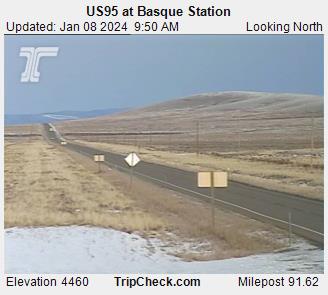 US95 at Basque Station
Updated: Jan 08 2024 9:50 AM Looking North
Elevation 4460 TripCheck.com Milepost 91.62